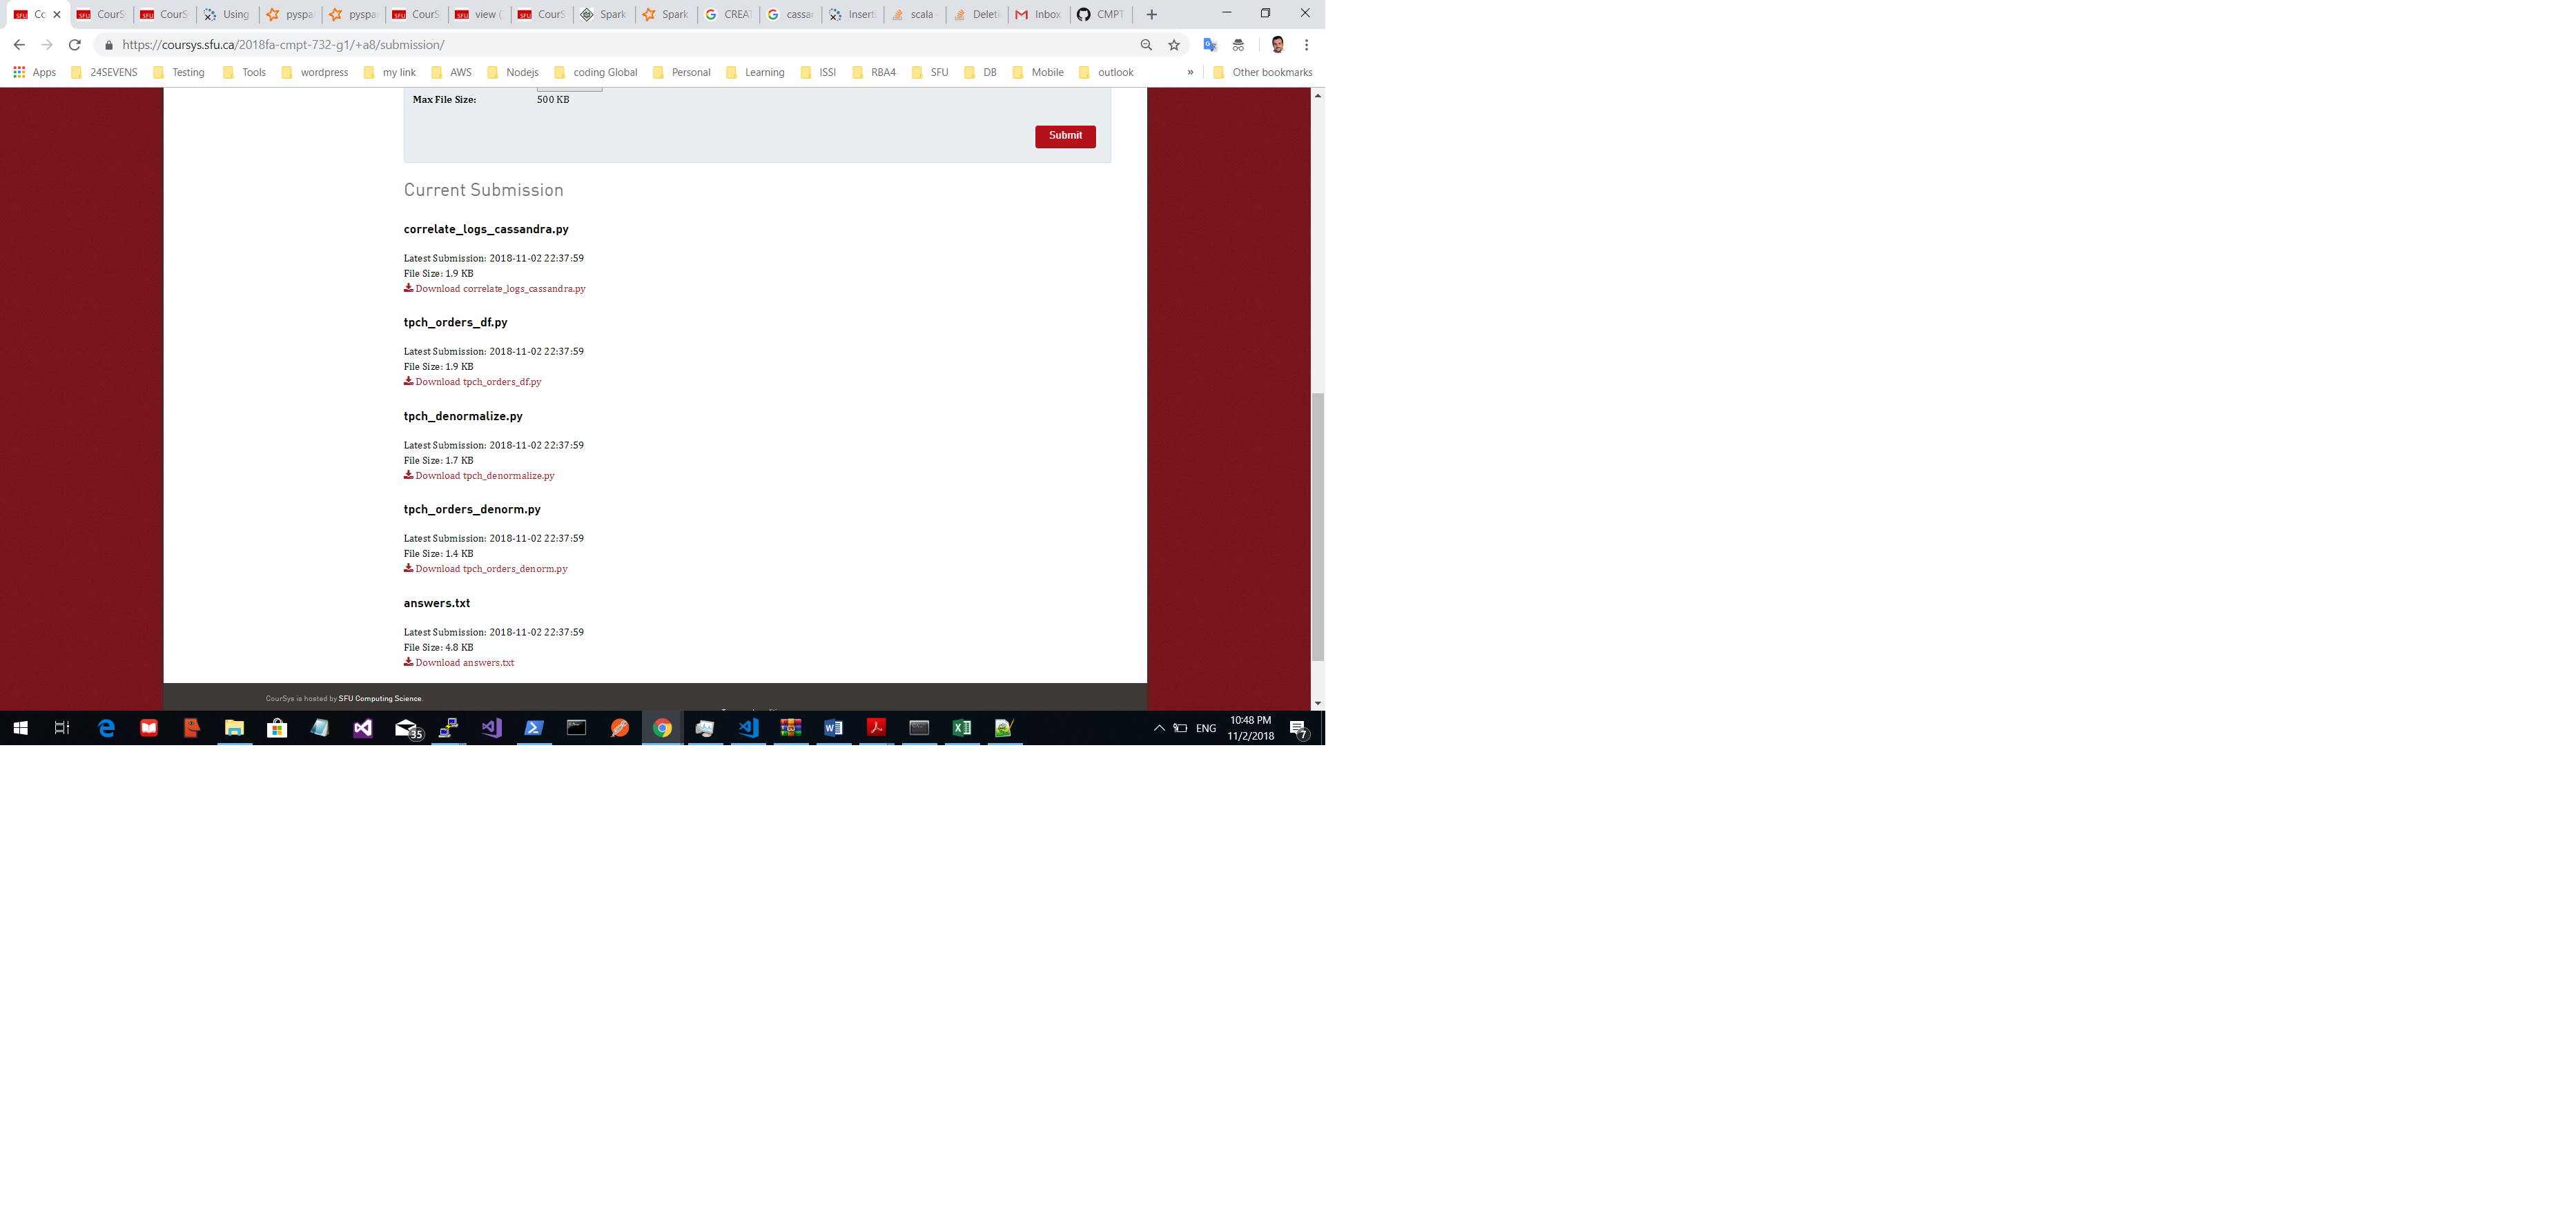 Co
CourS
CourS
Using
pyspa
pyspa
CourS
view (
CourS
Spark
Spark
CREAT
cassar
Inserti
scala
Deleti
Inbox
CMPT
https://coursys.sfu.ca/2018fa-cmpt-732-g1/+a8/submission/
Apps 24SEVENS Testing Tools wordpress my link AWS Nodejs coding Global Personal Learning ISSI RBA4 SFU DB Mobile outlook » Other bookmarks
Max File Size: 500 KB
Submit
Current Submission
correlate_logs_cassandra.py
Latest Submission: 2018-11-02 22:37:59
File Size: 1.9 KB
Download correlate_logs_cassandra.py
tpch_orders_df.py
Latest Submission: 2018-11-02 22:37:59
File Size: 1.9 KB
Download tpch_orders_df.py
tpch_denormalize.py
Latest Submission: 2018-11-02 22:37:59
File Size: 1.7 KB
Download tpch_denormalize.py
tpch_orders_denorm.py
Latest Submission: 2018-11-02 22:37:59
File Size: 1.4 KB
Download tpch_orders_denorm.py
answers.txt
Latest Submission: 2018-11-02 22:37:59
File Size: 4.8 KB
Download answers.txt
CourSys is hosted by SFU Computing Science.
35
ENG
10:48 PM
11/2/2018
7